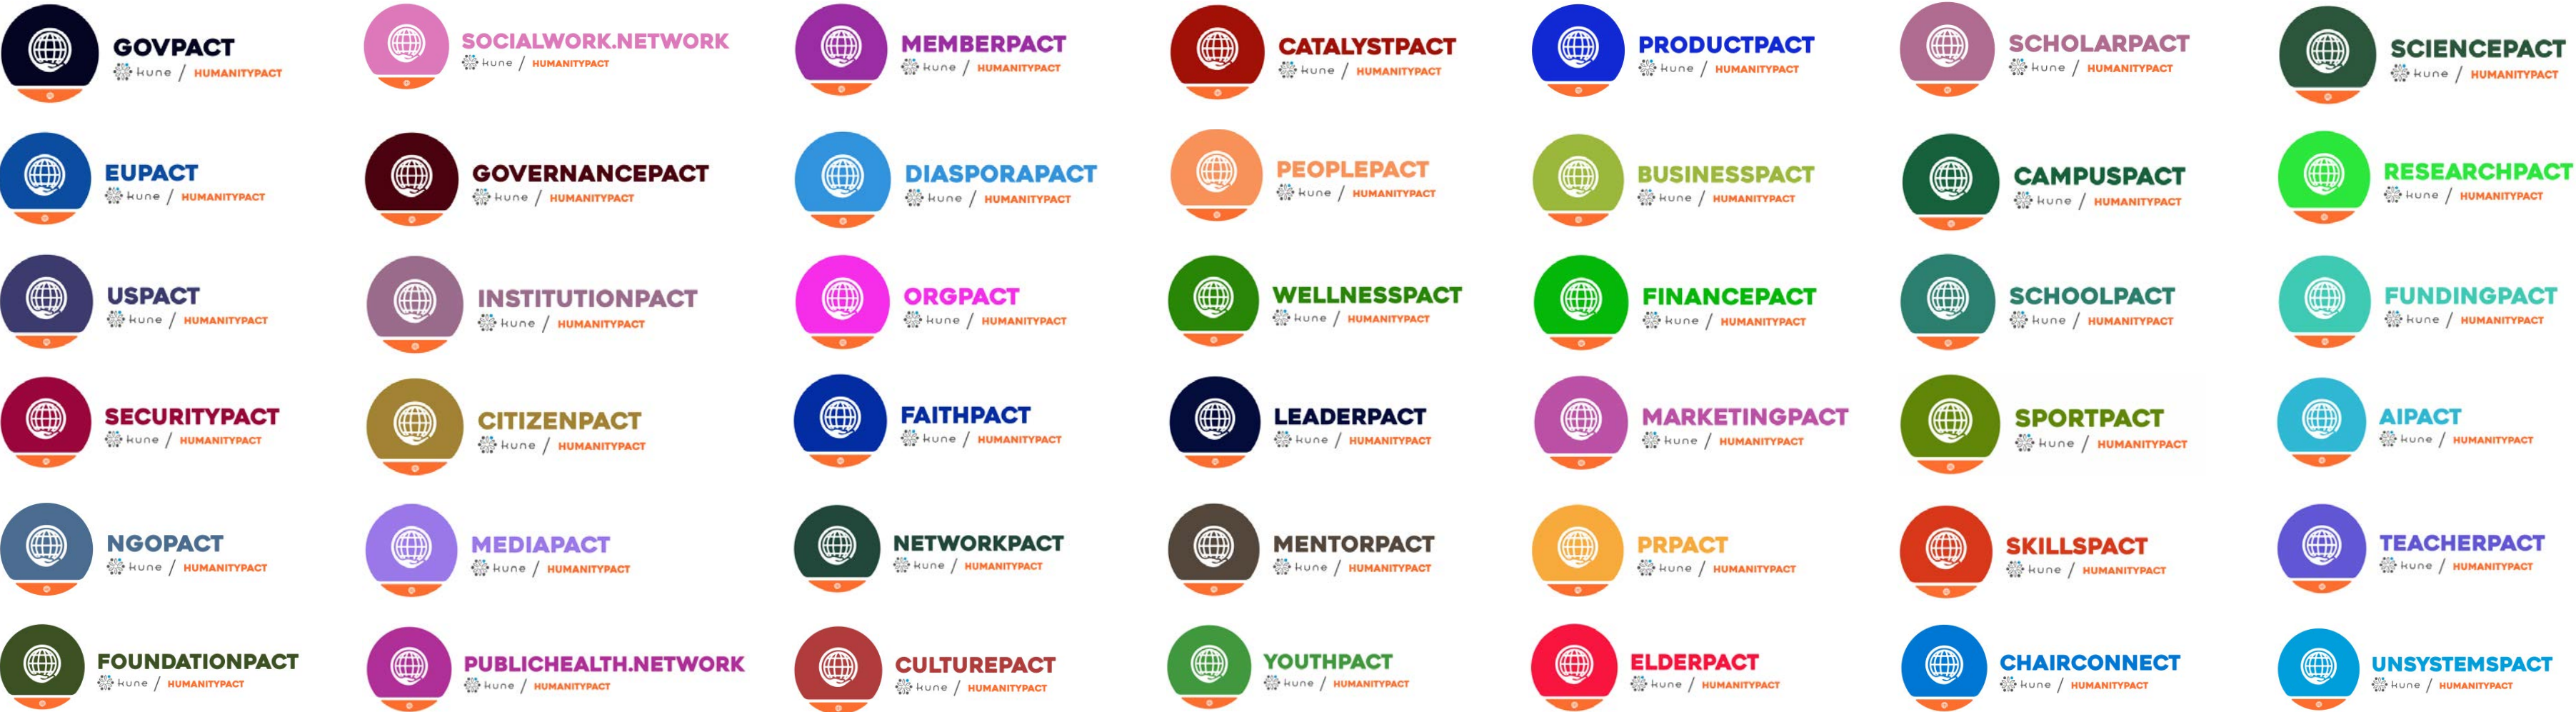 GOVPACT
kune / HUMANITYPACT
SOCIALWORK.NETWORK
kune / HUMANITYPACT
MEMBERPACT
kune / HUMANITYPACT
CATALYSTPACT
kune / HUMANITYPACT
PRODUCTPACT
kune / HUMANITYPACT
SCHOLARPACT
kune / HUMANITYPACT
SCIENCEPACT
kune / HUMANITYPACT
EUPACT
kune / HUMANITYPACT
GOVERNANCEPACT
kune / HUMANITYPACT
DIASPORAPACT
kune / HUMANITYPACT
PEOPLEPACT
kune / HUMANITYPACT
BUSINESSPACT
kune / HUMANITYPACT
CAMPUSPACT
kune / HUMANITYPACT
RESEARCHPACT
kune / HUMANITYPACT
USPACT
kune / HUMANITYPACT
INSTITUTIONPACT
kune / HUMANITYPACT
ORGPACT
kune / HUMANITYPACT
WELLNESSPACT
kune / HUMANITYPACT
FINANCEPACT
kune / HUMANITYPACT
SCHOOLPACT
kune / HUMANITYPACT
FUNDINGPACT
kune / HUMANITYPACT
SECURITYPACT
kune / HUMANITYPACT
CITIZENPACT
kune / HUMANITYPACT
FAITHPACT
kune / HUMANITYPACT
LEADERPACT
kune / HUMANITYPACT
MARKETINGPACT
kune / HUMANITYPACT
SPORTPACT
kune / HUMANITYPACT
AIPACT
kune / HUMANITYPACT
NGOPACT
kune / HUMANITYPACT
MEDIAPACT
kune / HUMANITYPACT
NETWORKPACT
kune / HUMANITYPACT
MENTORPACT
kune / HUMANITYPACT
PRPACT
kune / HUMANITYPACT
SKILLSPACT
kune / HUMANITYPACT
TEACHERPACT
kune / HUMANITYPACT
FOUNDATIONPACT
kune / HUMANITYPACT
PUBLICHEALTH.NETWORK
kune / HUMANITYPACT
CULTUREPACT
kune / HUMANITYPACT
YOUTHPACT
kune / HUMANITYPACT
ELDERPACT
kune / HUMANITYPACT
CHAIRCONNECT
kune / HUMANITYPACT
UNSYSTEMSPACT
kune / HUMANITYPACT